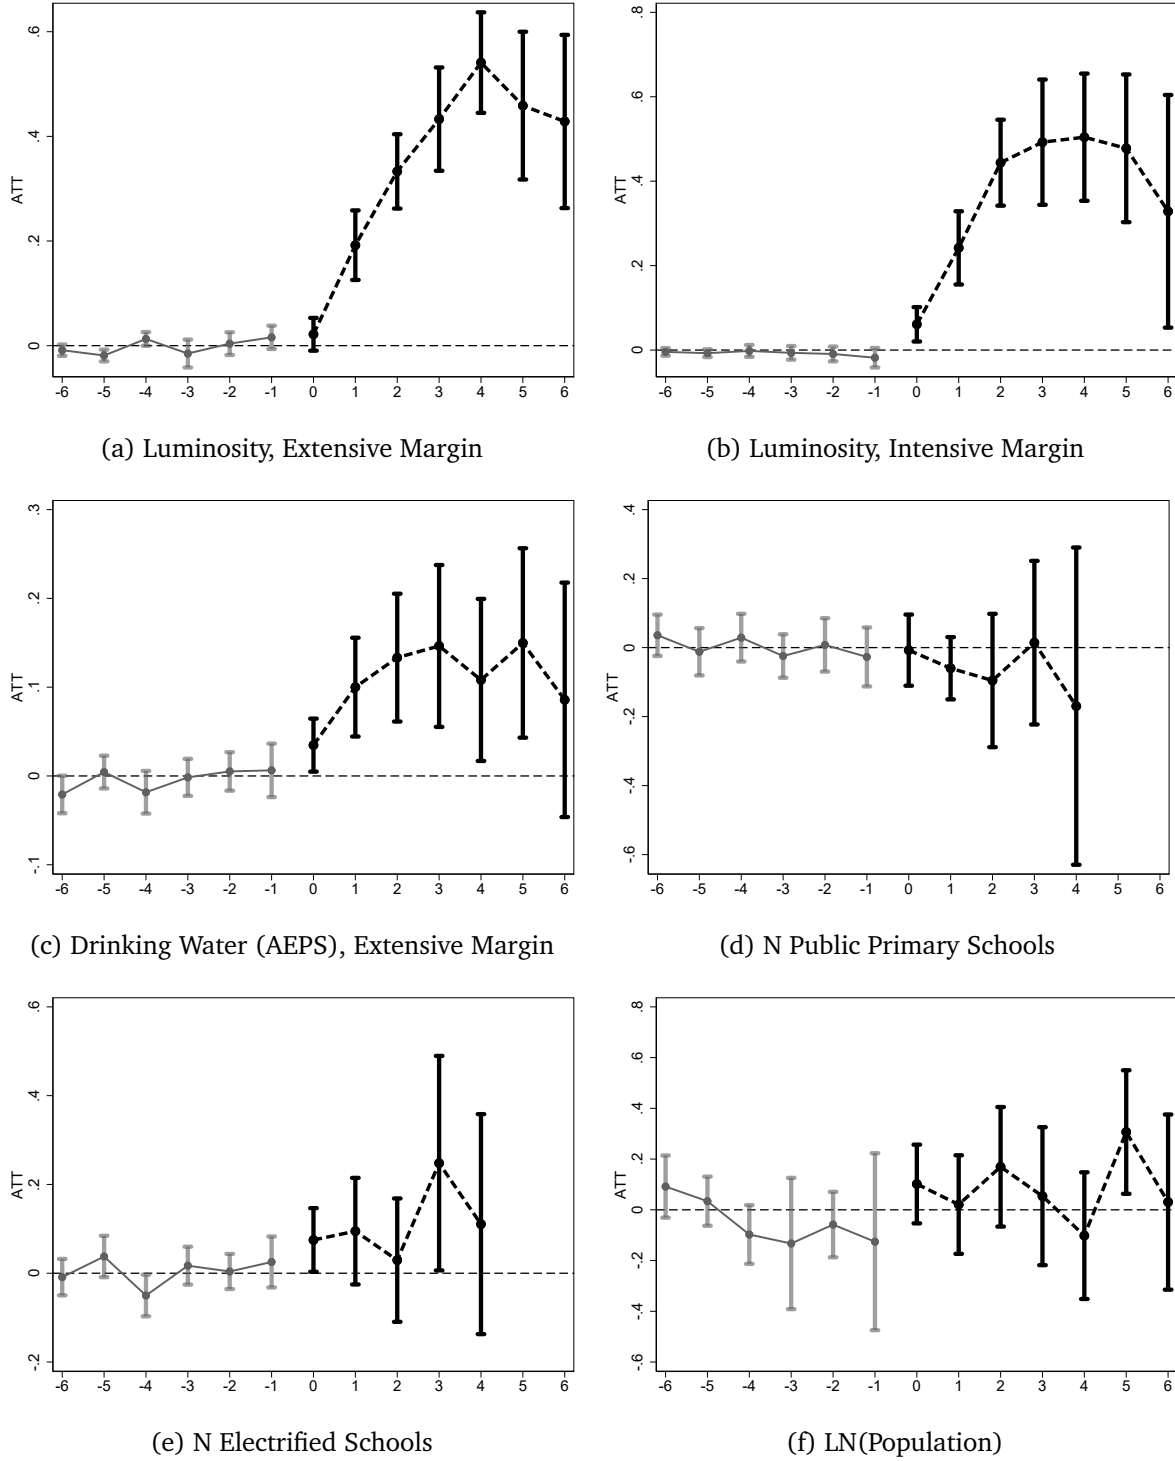 .6
.4
.2
0
ATT
-6 -5 -4 -3 -2 -1 0 1 2 3 4 5 6
(a) Luminosity, Extensive Margin
.8
.6
.4
.2
0
ATT
-6 -5 -4 -3 -2 -1 0 1 2 3 4 5 6
(b) Luminosity, Intensive Margin
.3
.2
.1
0
-.1
ATT
-6 -5 -4 -3 -2 -1 0 1 2 3 4 5 6
(c) Drinking Water (AEPS), Extensive Margin
.4
.2
0
-.2
-.4
-.6
ATT
-6 -5 -4 -3 -2 -1 0 1 2 3 4 5 6
(d) N Public Primary Schools
.6
.4
.2
0
-.2
ATT
-6 -5 -4 -3 -2 -1 0 1 2 3 4 5 6
(e) N Electrified Schools
.8
.6
.4
.2
0
-.2
-.4
-.6
ATT
-6 -5 -4 -3 -2 -1 0 1 2 3 4 5 6
(f) LN(Population)